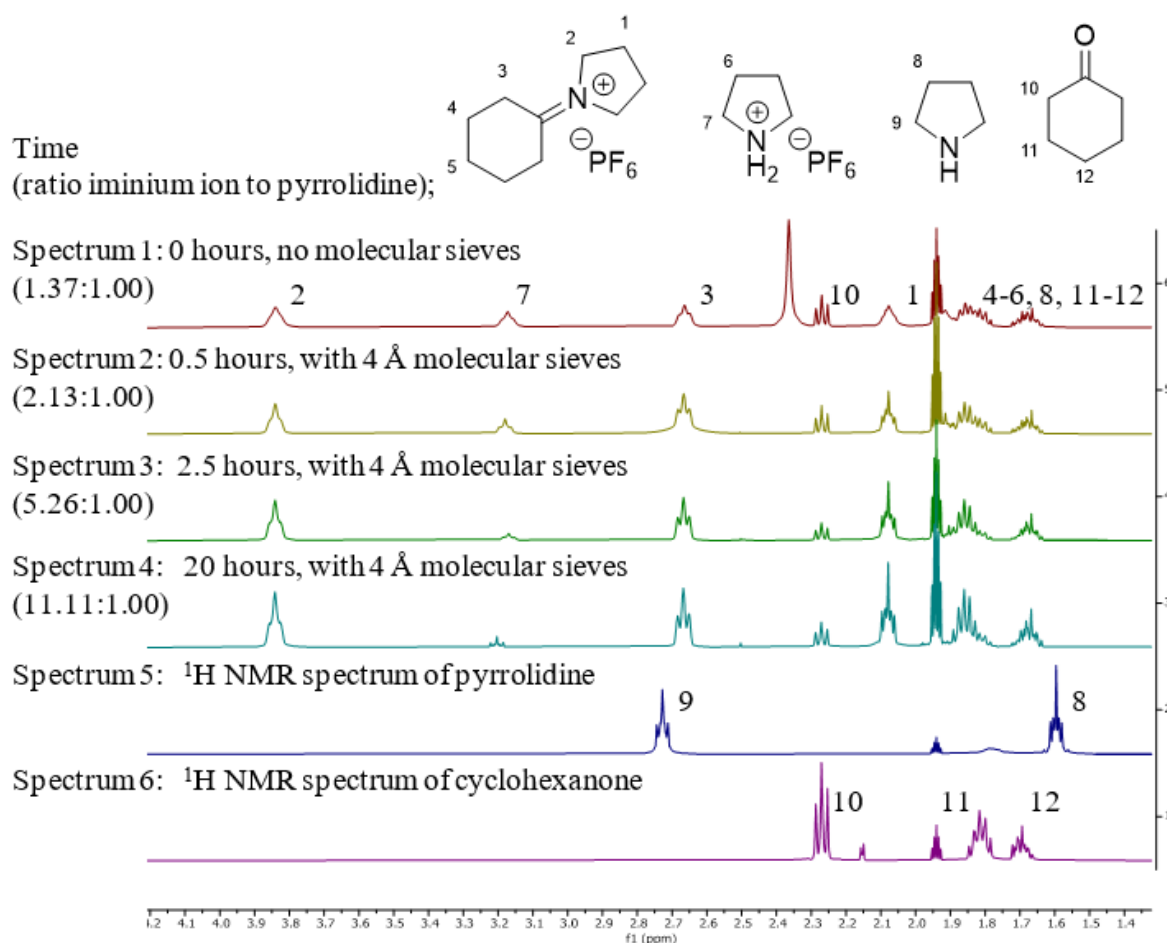 O
1
2
6
8
3
10
4
N
7
9
5
PF6
N
H2
PF6
N
H
11
12
Time
(ratio iminium ion to pyrrolidine);
Spectrum 1: 0 hours, no molecular sieves
(1.37:1.00)
2
7
3
10
1
4-6, 8, 11-12
Spectrum 2: 0.5 hours, with 4 Å molecular sieves
(2.13:1.00)
Spectrum 3: 2.5 hours, with 4 Å molecular sieves
(5.26:1.00)
Spectrum 4: 20 hours, with 4 Å molecular sieves
(11.11:1.00)
Spectrum 5: ¹H NMR spectrum of pyrrolidine
9
8
Spectrum 6: ¹H NMR spectrum of cyclohexanone
10
11
12
6
5
4
3
2
1
4.2 4.1 4.0 3.9 3.8 3.7 3.6 3.5 3.4 3.3 3.2 3.1 3.0 2.9 2.8 2.7 2.6 2.5 2.4 2.3 2.2 2.1 2.0 1.9 1.8 1.7 1.6 1.5 1.4
f1 (ppm)